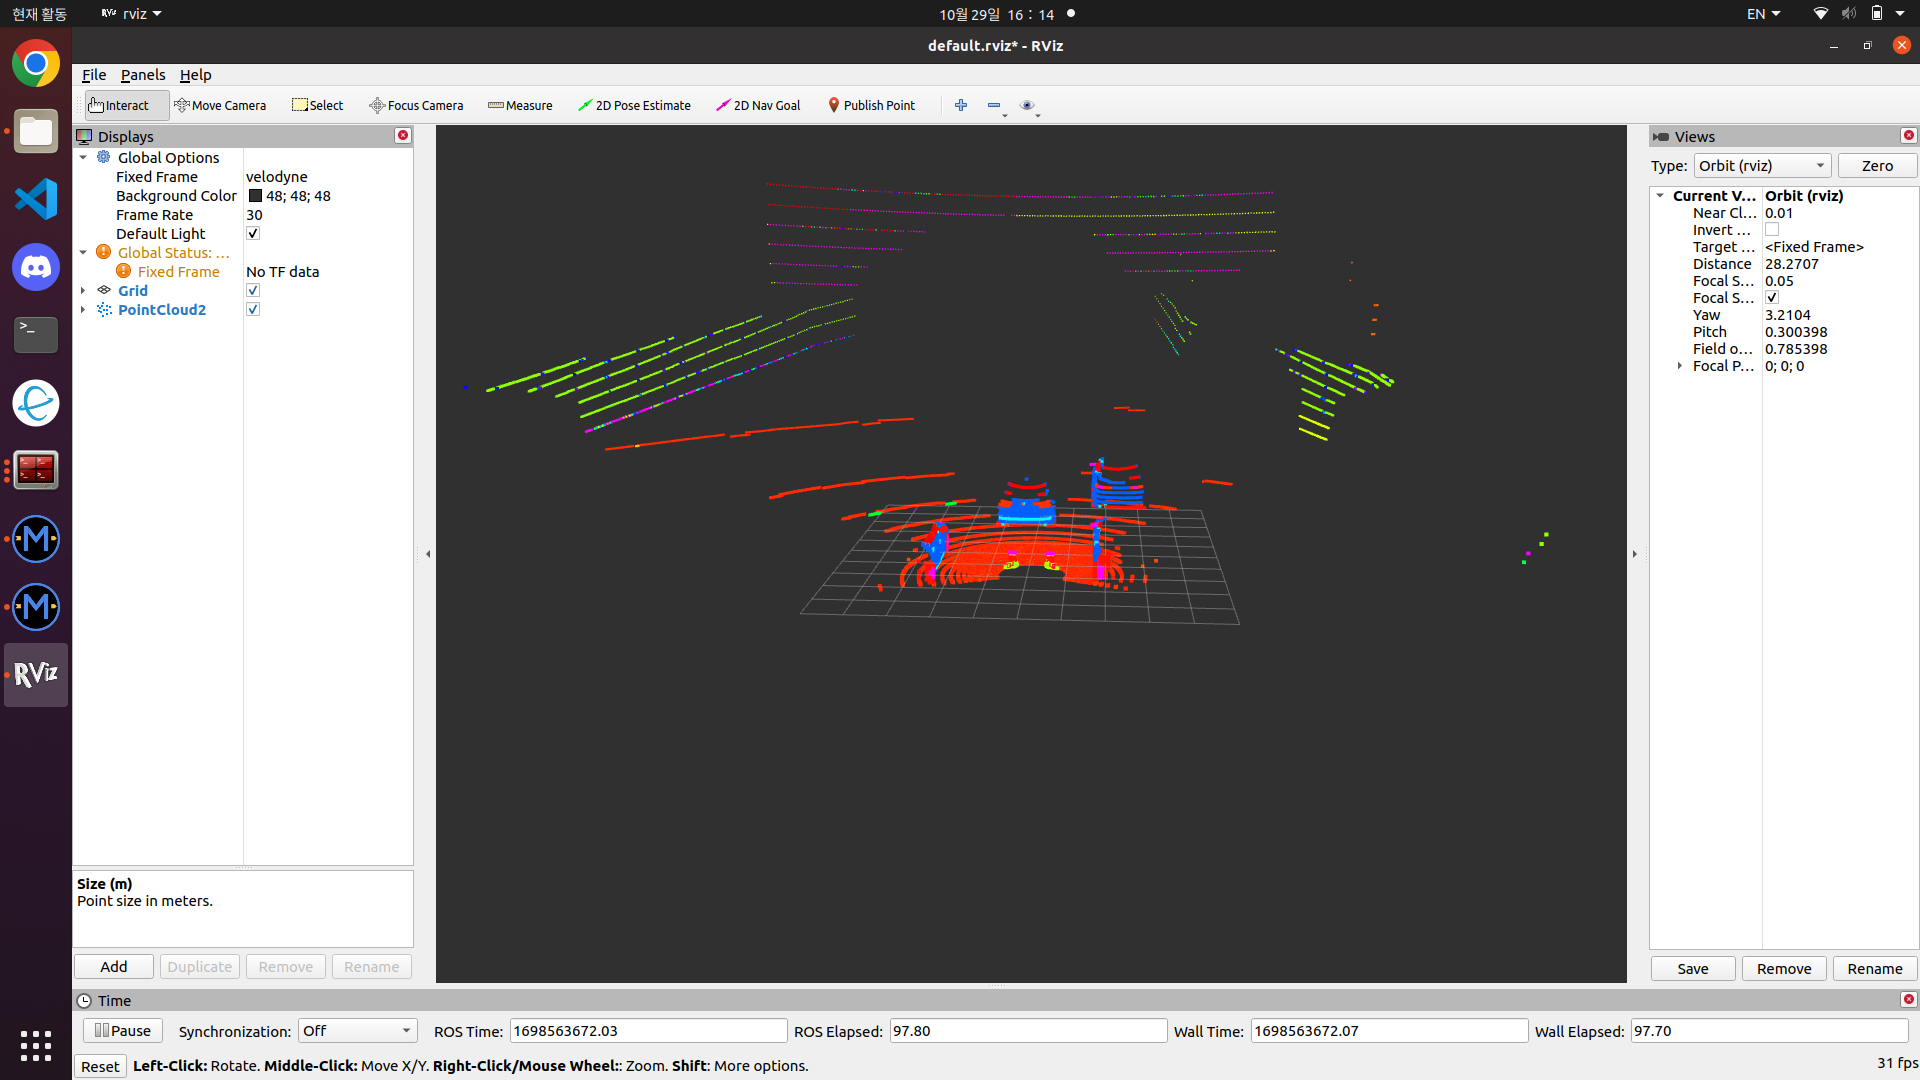 현재 활동
RViz rviz
10월 29일 16 : 14
EN
default.rviz* - RViz
File Panels Help
Interact Move Camera Select Focus Camera Measure 2D Pose Estimate 2D Nav Goal Publish Point
Displays
Global Options
Fixed Frame velodyne
Background Color 48; 48; 48
Frame Rate 30
Default Light
Global Status: ...
Fixed Frame No TF data
Grid
PointCloud2
Size (m)
Point size in meters.
Add Duplicate Remove Rename
Views
Type: Orbit (rviz) Zero
Current V... Orbit (rviz)
Near Cl... 0.01
Invert ...
Target ... <Fixed Frame>
Distance 28.2707
Focal S... 0.05
Focal S...
Yaw 3.2104
Pitch 0.300398
Field o... 0.785398
Focal P... 0; 0; 0
Save Remove Rename
RViz
Time
Pause Synchronization: Off ROS Time: 1698563672.03 ROS Elapsed: 97.80 Wall Time: 1698563672.07 Wall Elapsed: 97.70
Reset Left-Click: Rotate. Middle-Click: Move X/Y. Right-Click/Mouse Wheel:: Zoom. Shift: More options.
31 fps